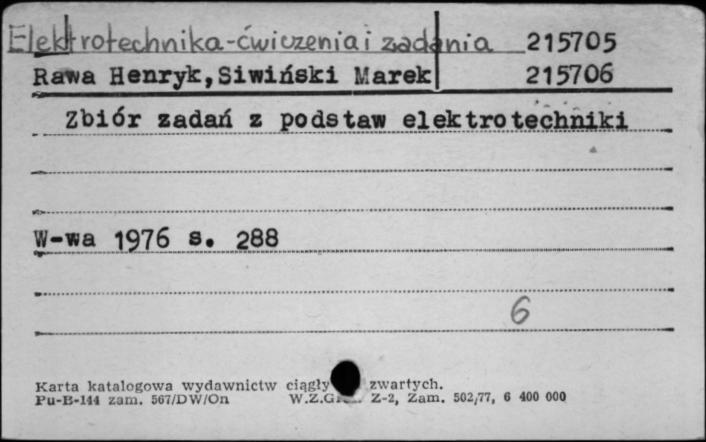 Elektrotechnika-ćwiczenia i zadania 215705
Rawa Henryk,Siwiński Marek 215706
Zbiór zadań z podstaw elektrotechniki
W-wa 1976 s. 288
6
Karta katalogowa wydawnictw zwartych.
Pu-B-144 zam. 567/DW/On Z-2, Zam. 502/77, 6 400 000